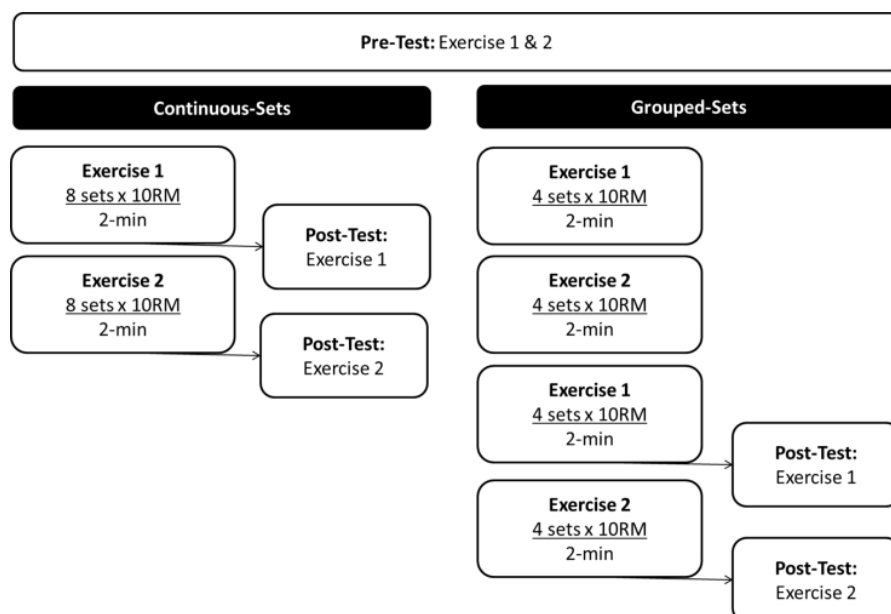 Pre-Test: Exercise 1 & 2
Continuous-Sets
Exercise 1
8 sets x 10RM
2-min
Post-Test:
Exercise 1
Exercise 2
8 sets x 10RM
2-min
Post-Test:
Exercise 2
Grouped-Sets
Exercise 1
4 sets x 10RM
2-min
Exercise 2
4 sets x 10RM
2-min
Exercise 1
4 sets x 10RM
2-min
Post-Test:
Exercise 1
Exercise 2
4 sets x 10RM
2-min
Post-Test:
Exercise 2